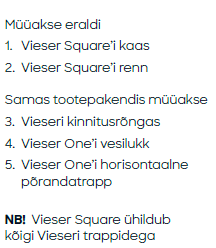 Müüakse eraldi
1. Vieser Square’i kaas
2. Vieser Square’i renn
Samas tootepakendis müüakse
3. Vieseri kinnitusrõngas
4. Vieser One’i vesilukk
5. Vieser One’i horisontaalne
põrandatrapp
NB! Vieser Square ühildub
kõigi Vieseri trappidega